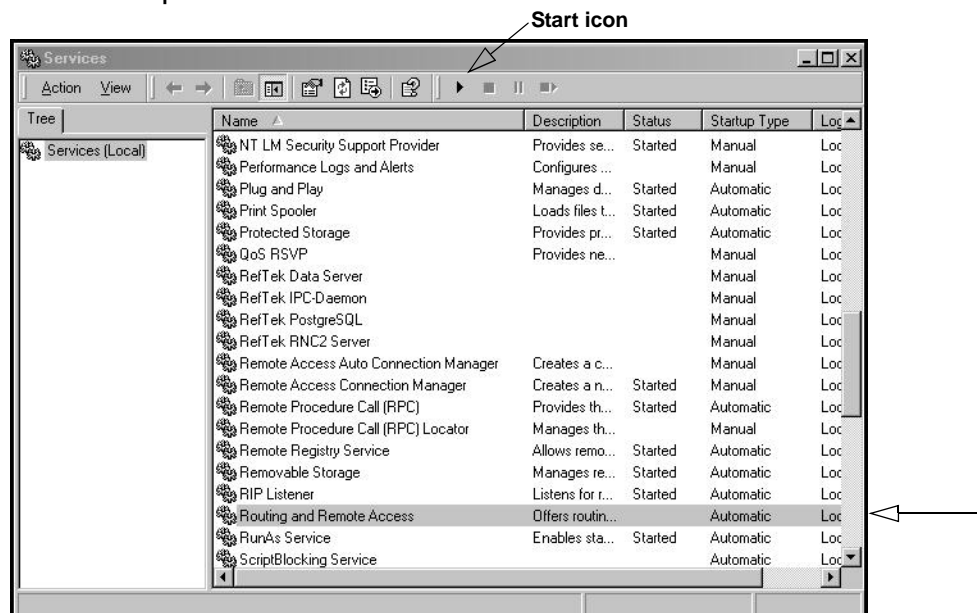 Start icon
Services
Action View
Tree
Name Description Status Startup Type Log
Services (Local)
NT LM Security Support Provider Provides se... Started Manual Loc
Performance Logs and Alerts Configures ... Manual Loc
Plug and Play Manages d... Started Automatic Loc
Print Spooler Loads files t... Started Automatic Loc
Protected Storage Provides pr... Started Automatic Loc
QoS RSVP Provides ne... Manual Loc
RefTek Data Server Manual Loc
RefTek IPC-Daemon Manual Loc
RefTek PostgreSQL Manual Loc
RefTek RNC2 Server Manual Loc
Remote Access Auto Connection Manager Creates a c... Manual Loc
Remote Access Connection Manager Creates a n... Started Manual Loc
Remote Procedure Call (RPC) Provides th... Started Automatic Loc
Remote Procedure Call (RPC) Locator Manages th... Manual Loc
Remote Registry Service Allows remo... Started Automatic Loc
Removable Storage Manages re... Started Automatic Loc
RIP Listener Listens for r... Started Automatic Loc
Routing and Remote Access Offers routin... Automatic Loc
RunAs Service Enables sta... Started Automatic Loc
ScriptBlocking Service Automatic Loc